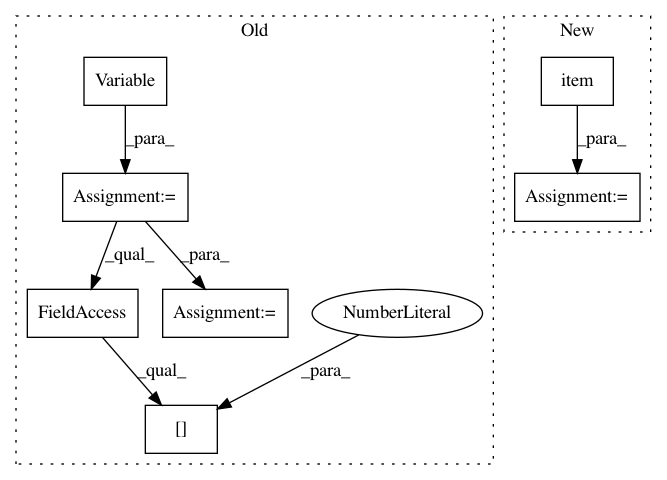 Old
New
Variable
item
_para_
_para_
Assignment:=
Assignment:=
_qual_
_para_
FieldAccess
Assignment:=
NumberLiteral
_qual_
_para_
[]